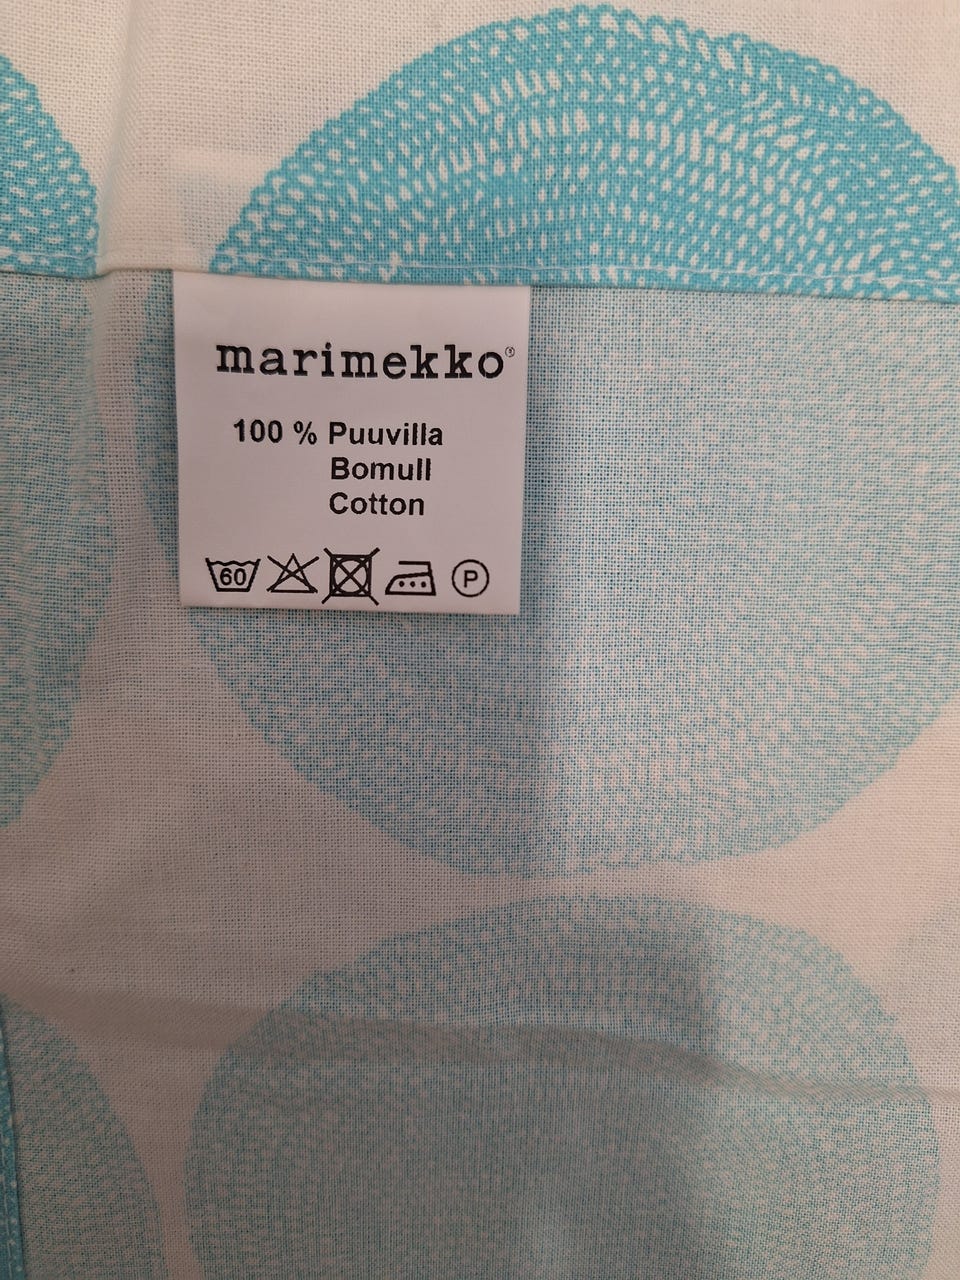 marimekko®
100 % Puuvilla
Bomull
Cotton
60 P